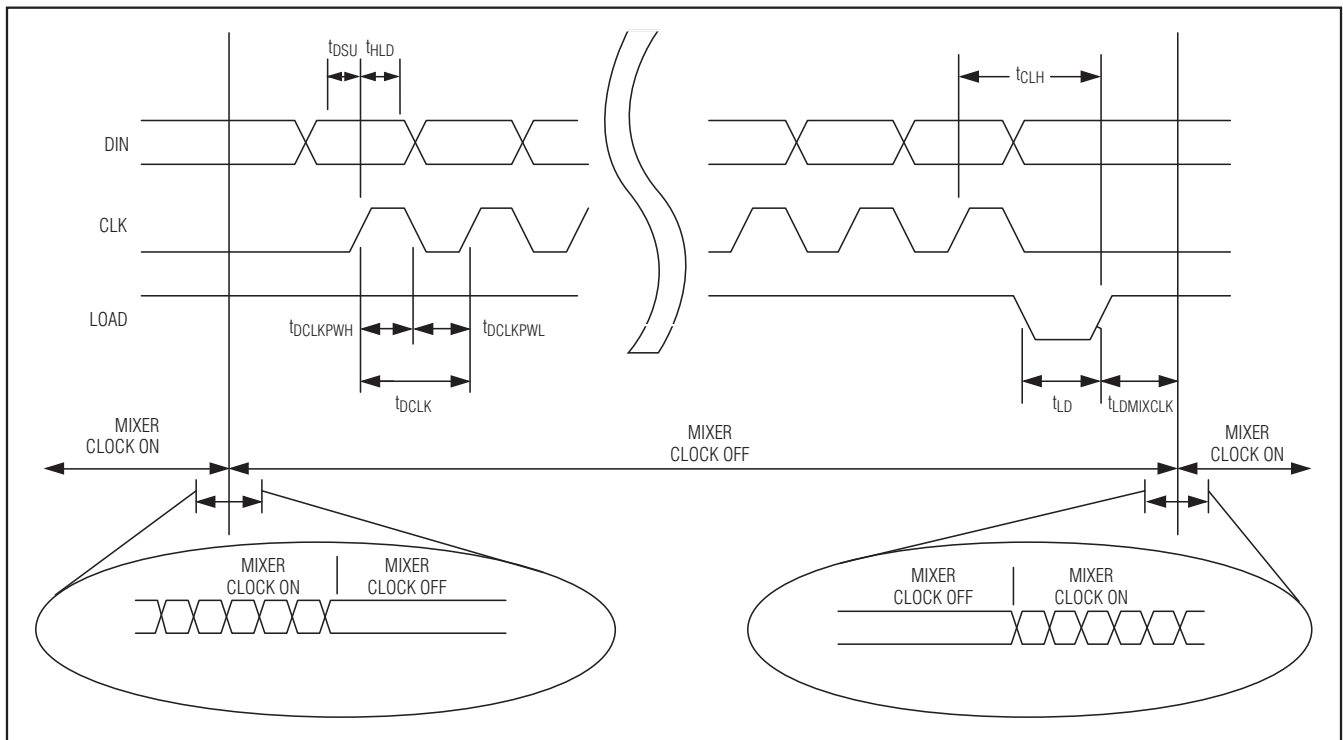 tDSU tHLD
tCLH
DIN
CLK
LOAD
tDCLKPWH
tDCLKPWL
tDCLK
tLD
tLDMIXCLK
MIXER
CLOCK ON
MIXER
CLOCK OFF
MIXER
CLOCK ON
MIXER
CLOCK ON
MIXER
CLOCK OFF
MIXER
CLOCK OFF
MIXER
CLOCK ON